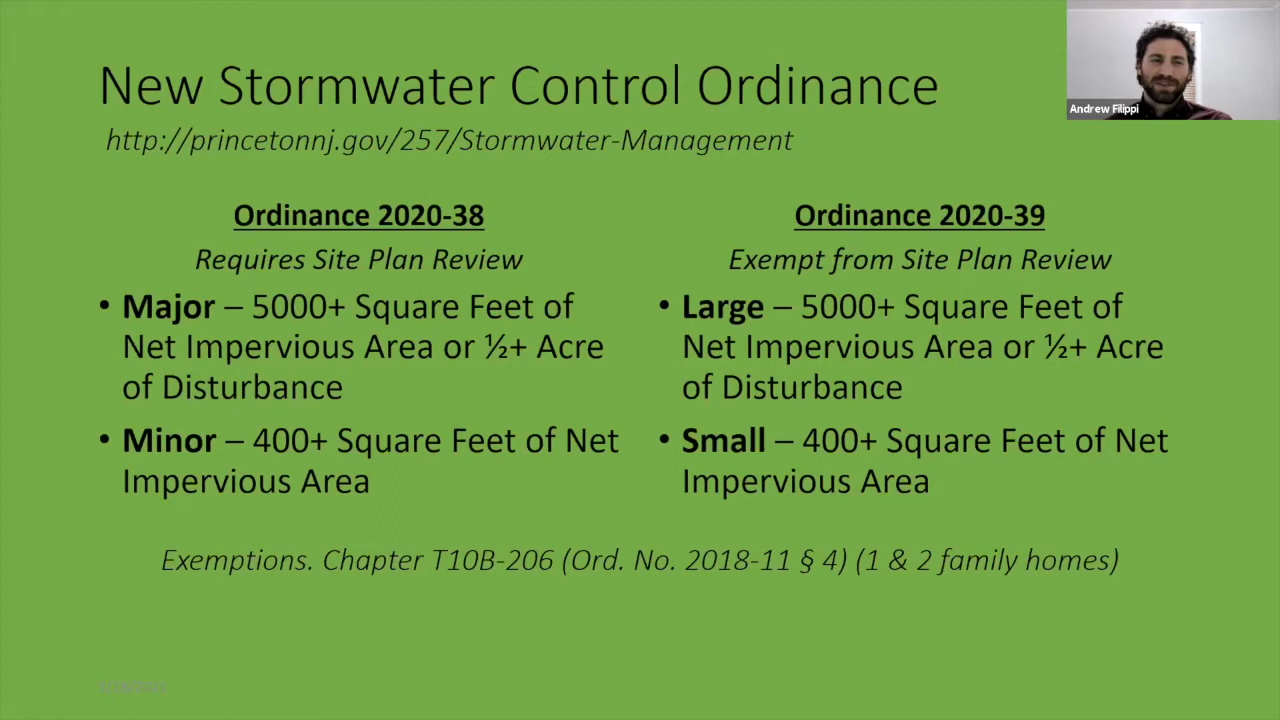 New Stormwater Control Ordinance
http://princetonnj.gov/257/Stormwater-Management
Andrew Filippi
Ordinance 2020-38
Requires Site Plan Review
• Major – 5000+ Square Feet of
Net Impervious Area or ½+ Acre
of Disturbance
• Minor – 400+ Square Feet of Net
Impervious Area
Ordinance 2020-39
Exempt from Site Plan Review
• Large – 5000+ Square Feet of
Net Impervious Area or ½+ Acre
of Disturbance
• Small – 400+ Square Feet of Net
Impervious Area
Exemptions. Chapter T10B-206 (Ord. No. 2018-11 § 4) (1 & 2 family homes)